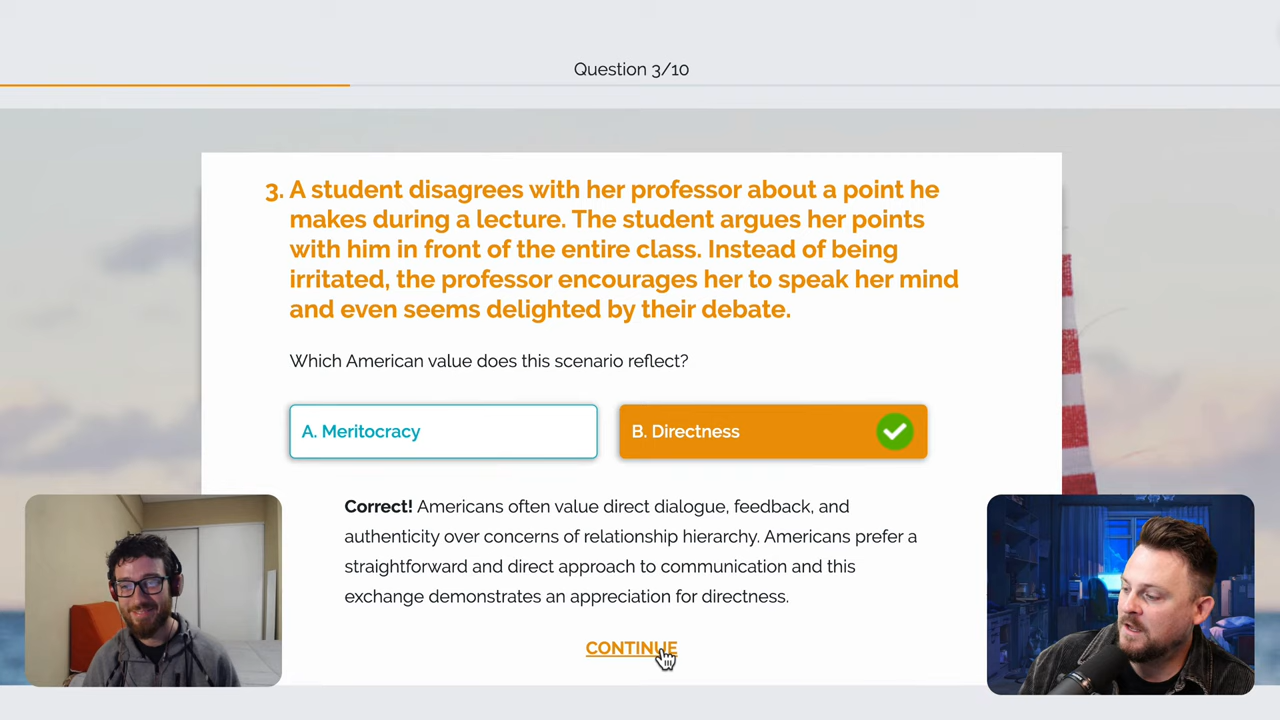 Question 3/10
3. A student disagrees with her professor about a point he
makes during a lecture. The student argues her points
with him in front of the entire class. Instead of being
irritated, the professor encourages her to speak her mind
and even seems delighted by their debate.
Which American value does this scenario reflect?
A. Meritocracy
B. Directness
Correct! Americans often value direct dialogue, feedback, and
authenticity over concerns of relationship hierarchy. Americans prefer a
straightforward and direct approach to communication and this
exchange demonstrates an appreciation for directness.
CONTINUE